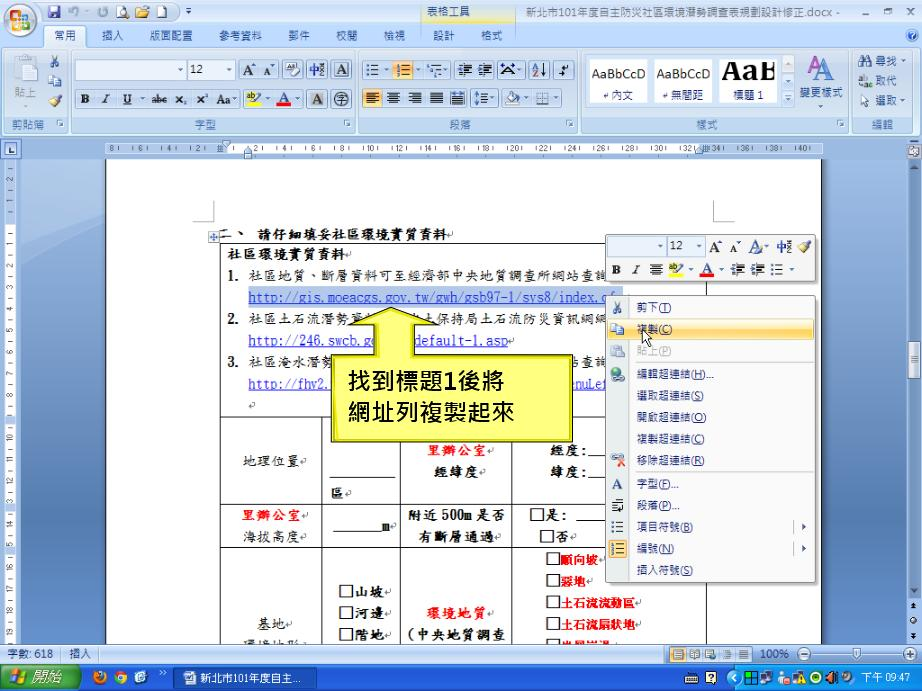 表格工具
新北市101年度自主防災社區環境潛勢調查表規劃設計修正.docx -
常用 插入 版面配置 參考資料 郵件 校閱 檢視 設計 格式
貼上
12
B I U abc x₂ x² Aa
AaBbCcD AaBbCcD AaBb
內文 無間距 標題 1
變更樣式
尋找
取代
選取
剪貼簿 字型 段落 樣式 編輯
二、 請仔細填妥社區環境實質資料
社區環境實質資料
1. 社區地質、斷層資料可至經濟部中央地質調查所網站查詢
http://gis.moeacgs.gov.tw/gwh/gsb97-1/sys8/index.cf
2. 社區土石流潛勢資 水土保持局土石流防災資訊網
http://246.swcb.go default-1.asp
3. 社區淹水潛勢 站查詢
http://fhy2. enuLef
找到標題1後將
網址列複製起來
12
B I
剪下(T)
複製(C)
貼上(P)
編輯超連結(H)...
選取超連結(S)
開啟超連結(O)
複製超連結(C)
移除超連結(R)
字型(F)...
段落(P)...
項目符號(B)
編號(N)
插入符號(S)
地理位置
區
里辦公室
經緯度
經度:
緯度:
里辦公室
海拔高度
m
附近 500m 是否
有斷層通過
□是:
□否
基地
□山坡
□河邊
□階地
環境地質
(中央地質調查
□順向坡
□惡地
□土石流流動區
□土石流扇狀地
字數: 618 插入
100%
開始
新北市101年度自主...
下午 09:47